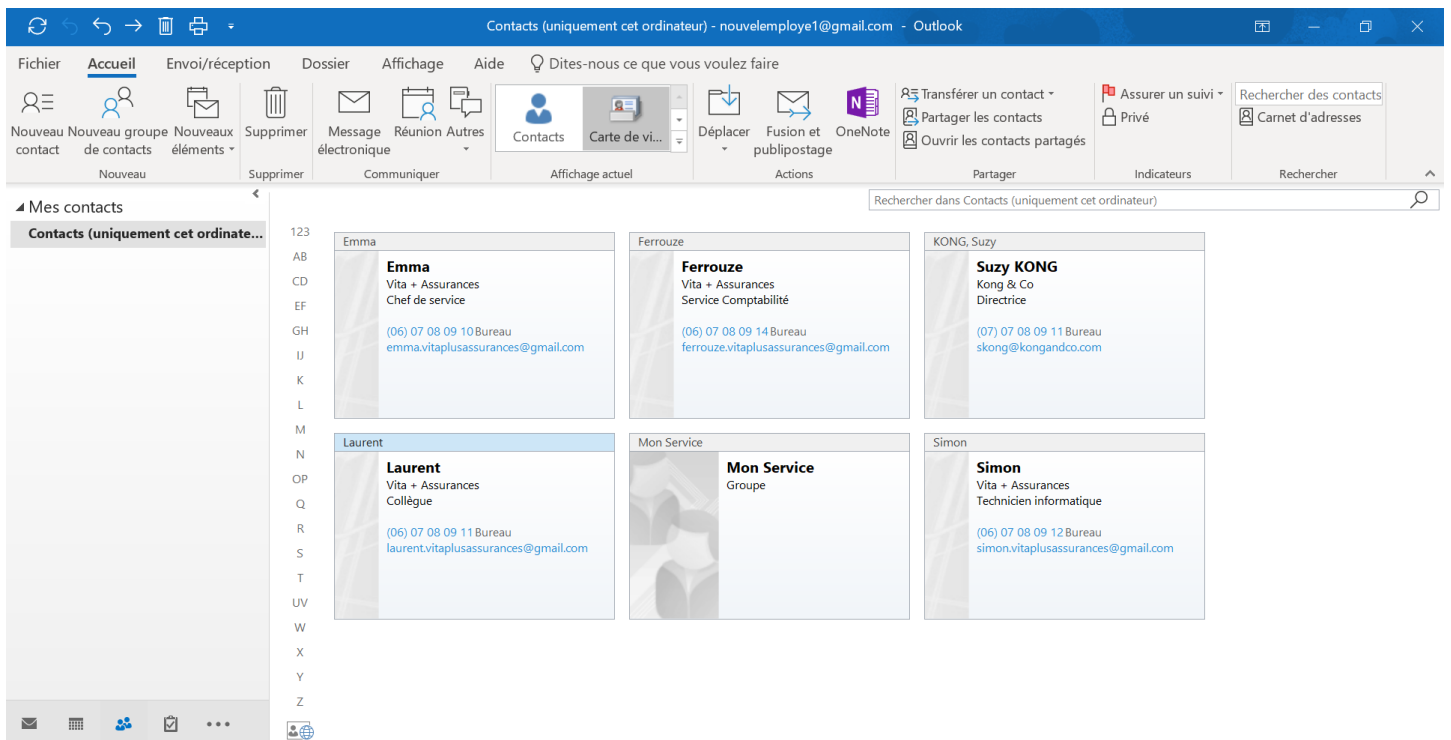 Contacts (uniquement cet ordinateur) - nouvelemploye1@gmail.com - Outlook
Fichier Accueil Envoi/réception Dossier Affichage Aide Dites-nous ce que vous voulez faire
Nouveau contact
Nouveau groupe de contacts
Nouveaux éléments
Nouveau
Supprimer
Supprimer
Message électronique
Réunion
Autres
Communiquer
Contacts
Carte de vi...
Affichage actuel
Déplacer
Fusion et publipostage
OneNote
Actions
Transférer un contact
Partager les contacts
Ouvrir les contacts partagés
Partager
Assurer un suivi
Privé
Indicateurs
Rechercher des contacts
Carnet d'adresses
Rechercher
Mes contacts
Contacts (uniquement cet ordinate...
Rechercher dans Contacts (uniquement cet ordinateur)
123
AB
CD
EF
GH
IJ
K
L
M
N
OP
Q
R
S
T
UV
W
X
Y
Z
Emma
Emma
Vita + Assurances
Chef de service
(06) 07 08 09 10 Bureau
emma.vitaplusassurances@gmail.com
Ferrouze
Ferrouze
Vita + Assurances
Service Comptabilité
(06) 07 08 09 14 Bureau
ferrouze.vitaplusassurances@gmail.com
KONG, Suzy
Suzy KONG
Kong & Co
Directrice
(07) 07 08 09 11 Bureau
skong@kongandco.com
Laurent
Laurent
Vita + Assurances
Collègue
(06) 07 08 09 11 Bureau
laurent.vitaplusassurances@gmail.com
Mon Service
Mon Service
Groupe
Simon
Simon
Vita + Assurances
Technicien informatique
(06) 07 08 09 12 Bureau
simon.vitaplusassurances@gmail.com